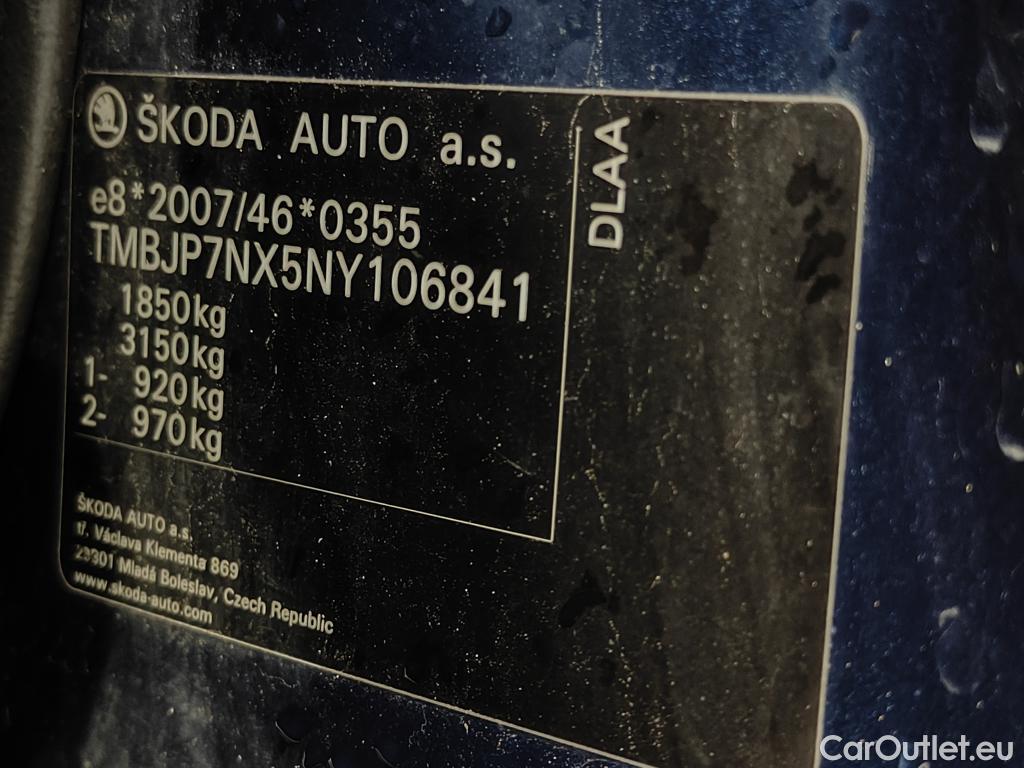 ŠKODA AUTO a.s.
e8*2007/46*0355
TMBJP7NX5NY106841
1850kg
3150kg
1- 920kg
2- 970kg
DLAA
ŠKODA AUTO a.s.
tř. Václava Klementa 869
29301 Mladá Boleslav, Czech Republic
www.skoda-auto.com
CarOutlet.eu